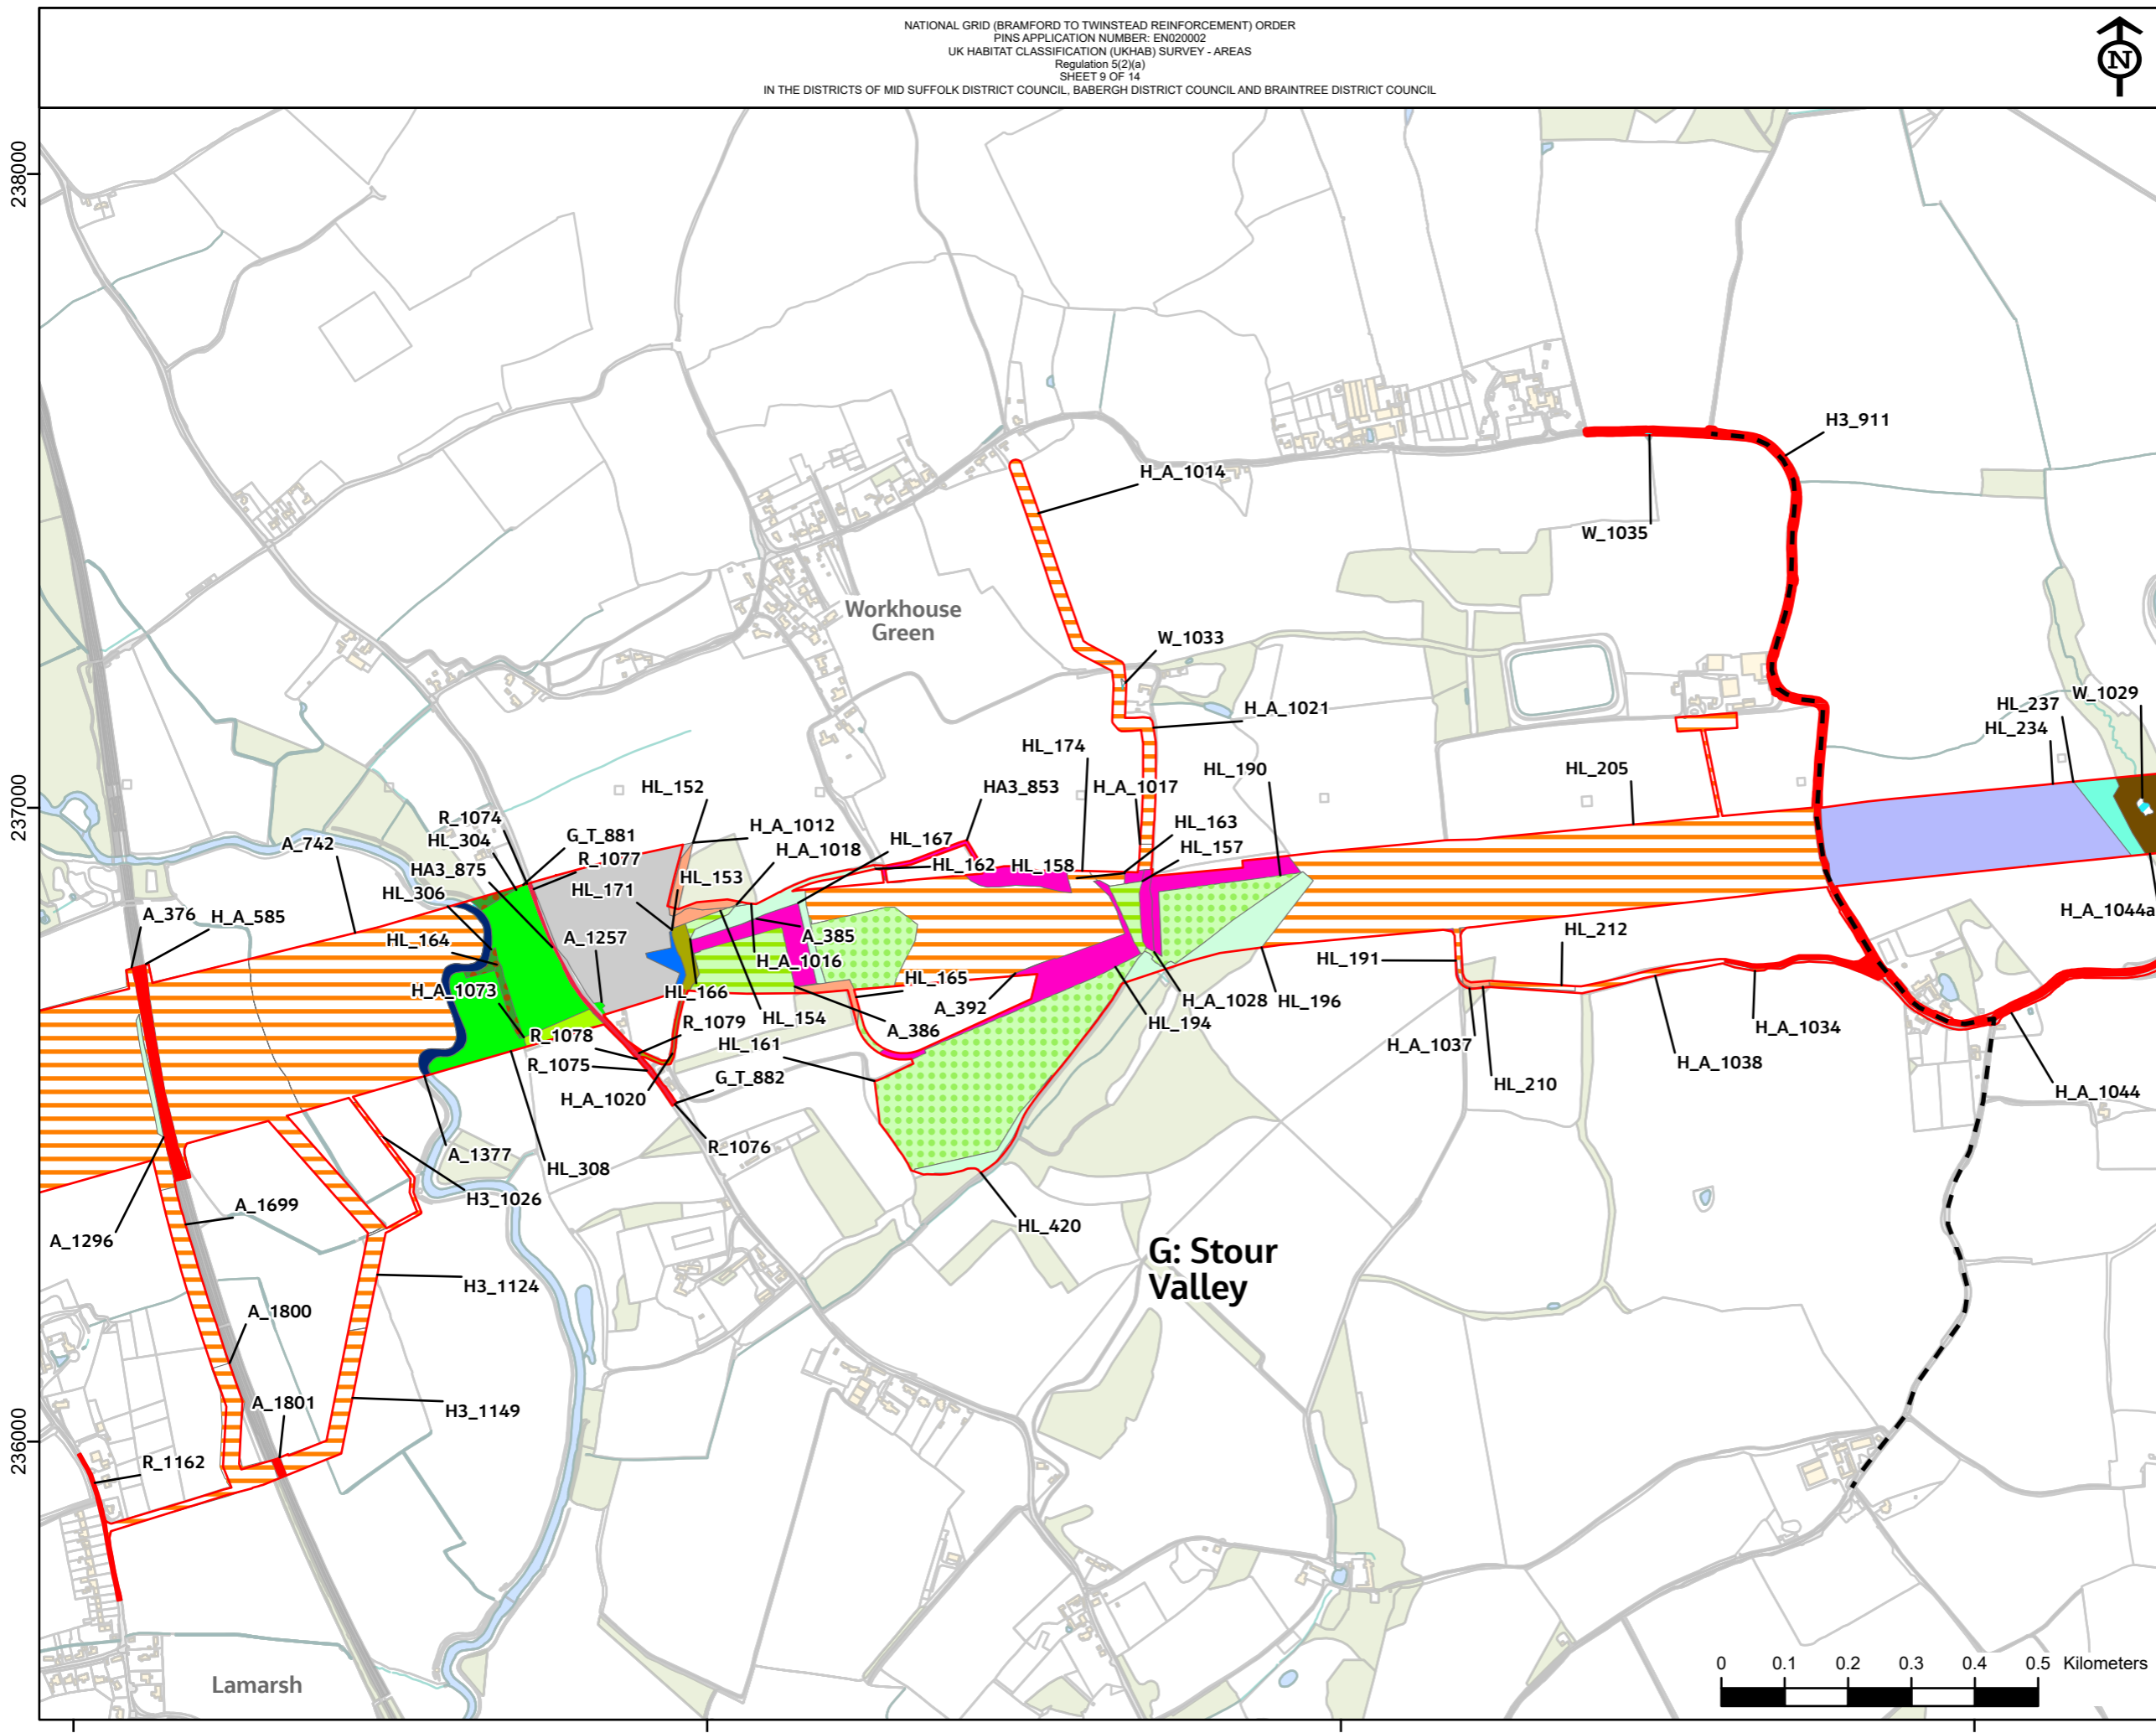 NATIONAL GRID (BRAMFORD TO TWINSTEAD REINFORCEMENT) ORDER
PINS APPLICATION NUMBER: EN020002
UK HABITAT CLASSIFICATION (UKHAB) SURVEY - AREAS
Regulation 5(2)(a)
SHEET 9 OF 14
IN THE DISTRICTS OF MID SUFFOLK DISTRICT COUNCIL, BABERGH DISTRICT COUNCIL AND BRAINTREE DISTRICT COUNCIL
N
238000
H3_911
H_A_1014
W_1035
Workhouse
Green
W_1033
W_1029
HL_237
H_A_1021
HL_234
HL_174
HL_190
HL_205
237000
HL_152
HA3_853
H_A_1017
R_1074
G_T_881
H_A_1012
HL_163
A_742
HL_304
H_A_1018
HL_167
HL_157
HA3_875
R_1077
HL_162
HL_158
HL_306
HL_171
HL_153
A_376
H_A_585
H_A_1044a
HL_164
A_1257
A_385
HL_212
H_A_1016
HL_191
H_A_1073
HL_166
HL_165
H_A_1028
HL_196
HL_154
A_392
R_1078
R_1079
A_386
HL_194
H_A_1034
HL_161
H_A_1037
R_1075
H_A_1038
G_T_882
HL_210
H_A_1020
H_A_1044
R_1076
A_1377
HL_308
H3_1026
A_1699
HL_420
A_1296
G: Stour
Valley
H3_1124
A_1800
A_1801
H3_1149
236000
R_1162
0 0.1 0.2 0.3 0.4 0.5 Kilometers
Lamarsh